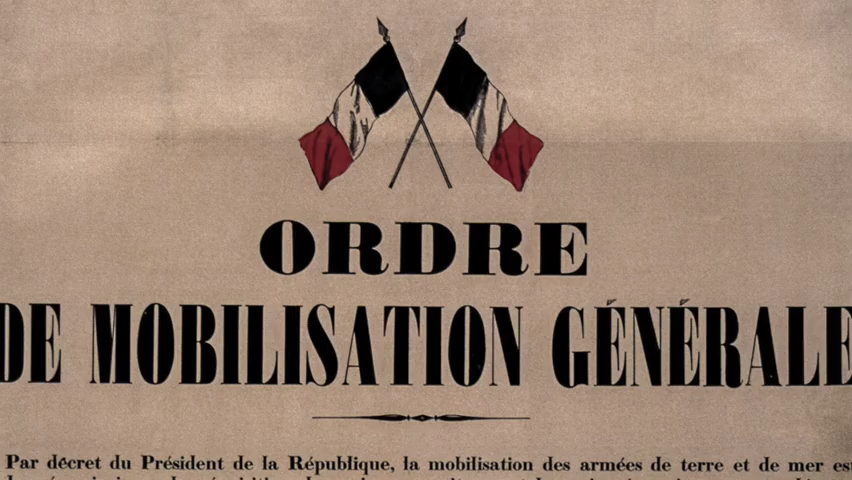 ORDRE
DE MOBILISATION GÉNÉRALE
Par décret du Président de la République, la mobilisation des armées de terre et de mer est